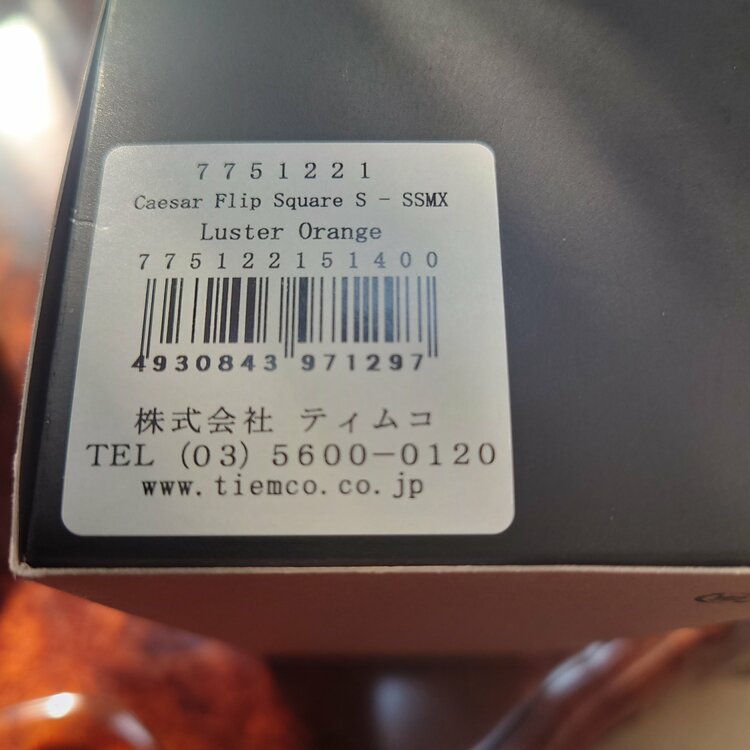 7751221
Caesar Flip Square S - SSMX
Luster Orange
775122151400
4930843 971297
株式会社 ティムコ
TEL (03) 5600-0120
www.tiemco.co.jp